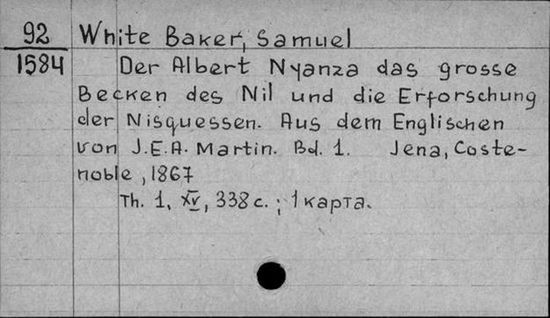 92
1584
White Baker, Samuel
Der Albert Nyanza das grosse
Becken des Nil und die Erforschung
der Nisquessen. Aus dem Englischen
von J.E.A. Martin. Bd. 1. Jena, Coste-
noble, 1867
Th. 1, XV, 338 с.; 1 карта.